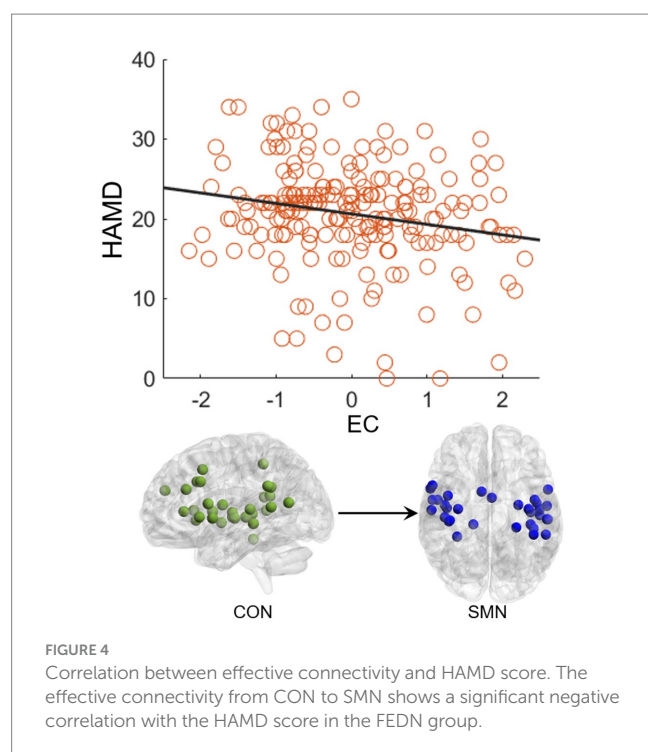 40
30
20
10
0
HAMD
-2 -1 0 1 2
EC
CON SMN
FIGURE 4
Correlation between effective connectivity and HAMD score. The
effective connectivity from CON to SMN shows a significant negative
correlation with the HAMD score in the FEDN group.